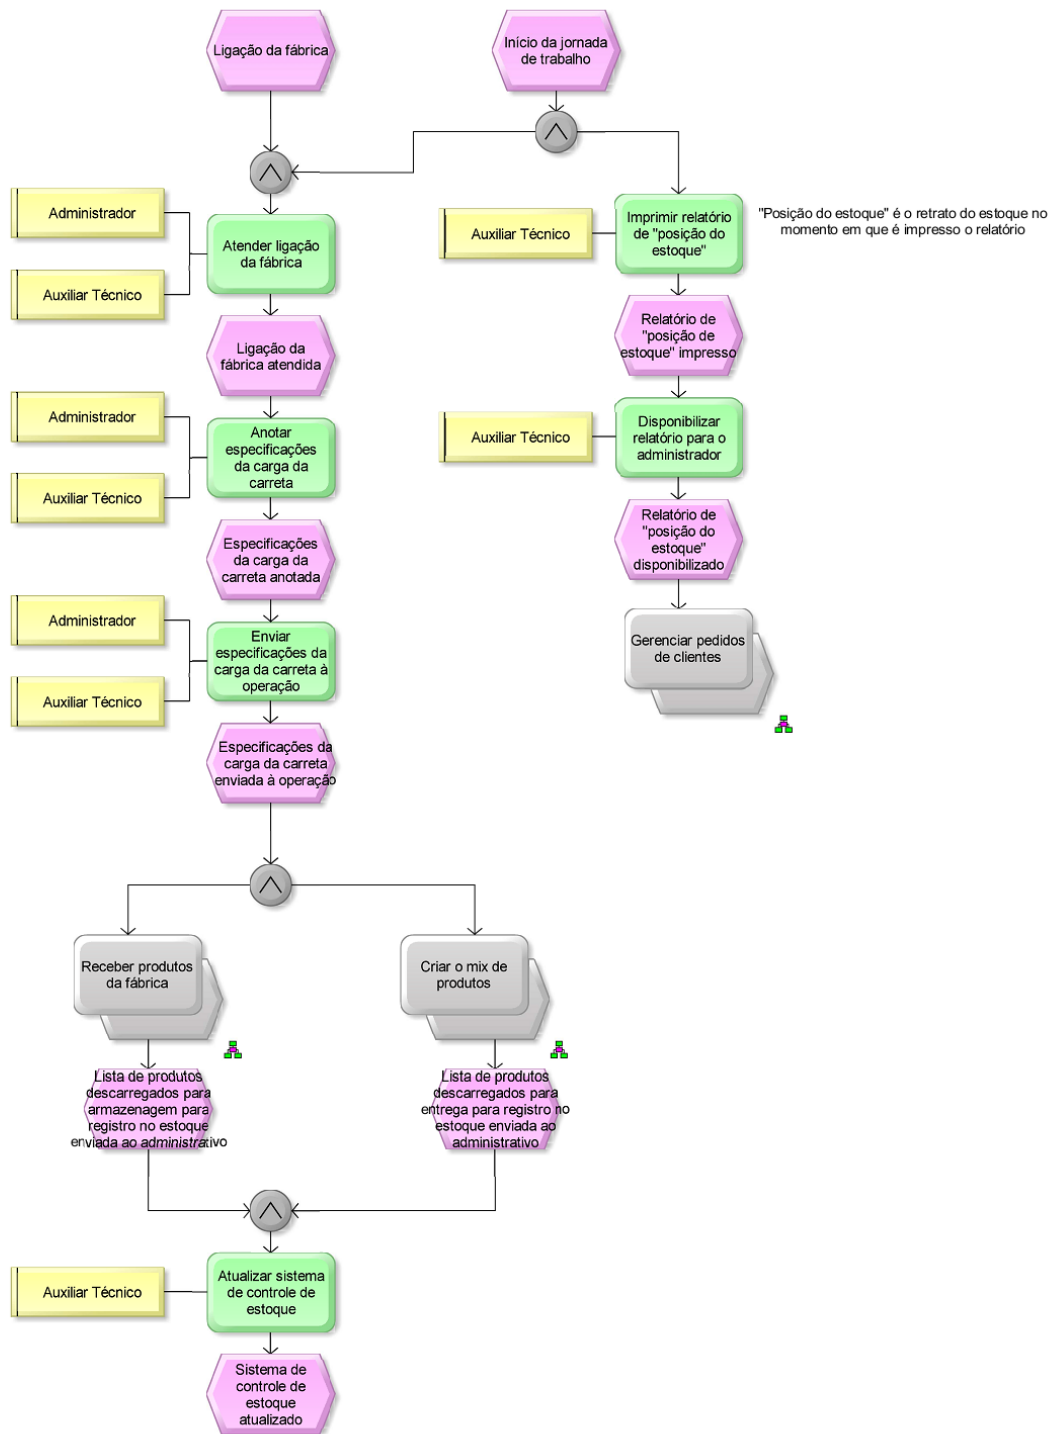 Ligação da fábrica
Início da jornada
de trabalho
Administrador
Auxiliar Técnico
Atender ligação
da fábrica
Auxiliar Técnico
Imprimir relatório
de "posição do
estoque"
"Posição do estoque" é o retrato do estoque no
momento em que é impresso o relatório
Ligação da
fábrica atendida
Relatório de
"posição de
estoque" impresso
Administrador
Auxiliar Técnico
Anotar
especificações
da carga da
carreta
Auxiliar Técnico
Disponibilizar
relatório para o
administrador
Especificações
da carga da
carreta anotada
Relatório de
"posição do
estoque"
disponibilizado
Administrador
Auxiliar Técnico
Enviar
especificações da
carga da carreta à
operação
Gerenciar pedidos
de clientes
Especificações da
carga da carreta
enviada à operação
Receber produtos
da fábrica
Criar o mix de
produtos
Lista de produtos
descarregados para
armazenagem para
registro no estoque
enviada ao administrativo
Lista de produtos
descarregados para
entrega para registro no
estoque enviada ao
administrativo
Auxiliar Técnico
Atualizar sistema
de controle de
estoque
Sistema de
controle de
estoque
atualizado